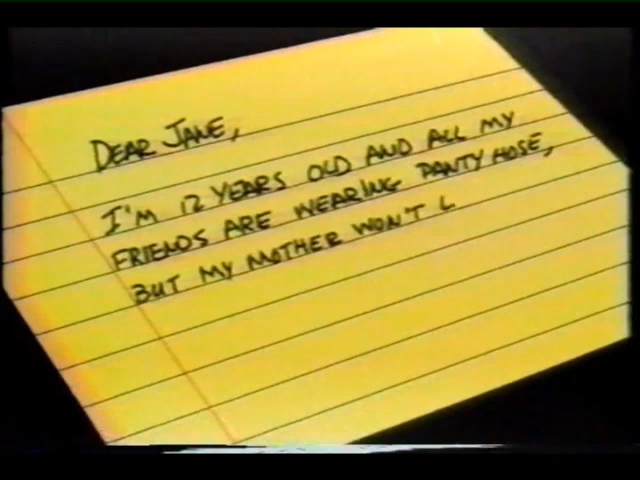 DEAR JANE,
I'M 12 YEARS OLD AND ALL MY
FRIENDS ARE WEARING PANTY HOSE,
BUT MY MOTHER WON'T L